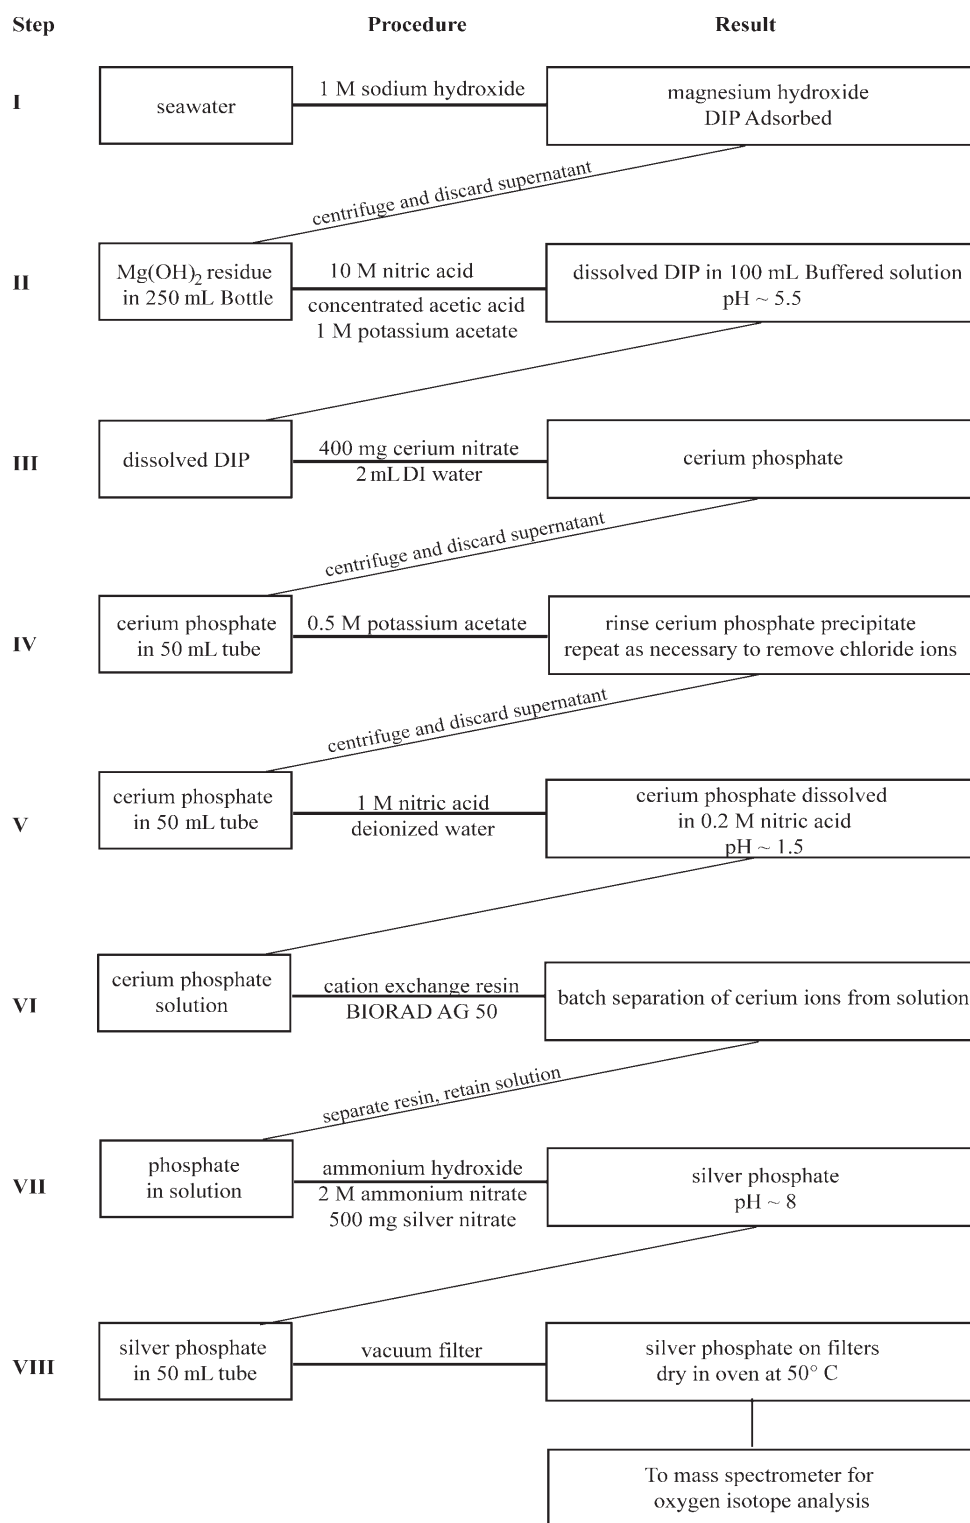 Step Procedure Result
I
seawater
1 M sodium hydroxide
magnesium hydroxide
DIP Adsorbed
centrifuge and discard supernatant
II
Mg(OH)2 residue
in 250 mL Bottle
10 M nitric acid
concentrated acetic acid
1 M potassium acetate
dissolved DIP in 100 mL Buffered solution
pH ~ 5.5
III
dissolved DIP
400 mg cerium nitrate
2 mL DI water
cerium phosphate
centrifuge and discard supernatant
IV
cerium phosphate
in 50 mL tube
0.5 M potassium acetate
rinse cerium phosphate precipitate
repeat as necessary to remove chloride ions
centrifuge and discard supernatant
V
cerium phosphate
in 50 mL tube
1 M nitric acid
deionized water
cerium phosphate dissolved
in 0.2 M nitric acid
pH ~ 1.5
VI
cerium phosphate
solution
cation exchange resin
BIORAD AG 50
batch separation of cerium ions from solution
separate resin, retain solution
VII
phosphate
in solution
ammonium hydroxide
2 M ammonium nitrate
500 mg silver nitrate
silver phosphate
pH ~ 8
VIII
silver phosphate
in 50 mL tube
vacuum filter
silver phosphate on filters
dry in oven at 50° C
To mass spectrometer for
oxygen isotope analysis